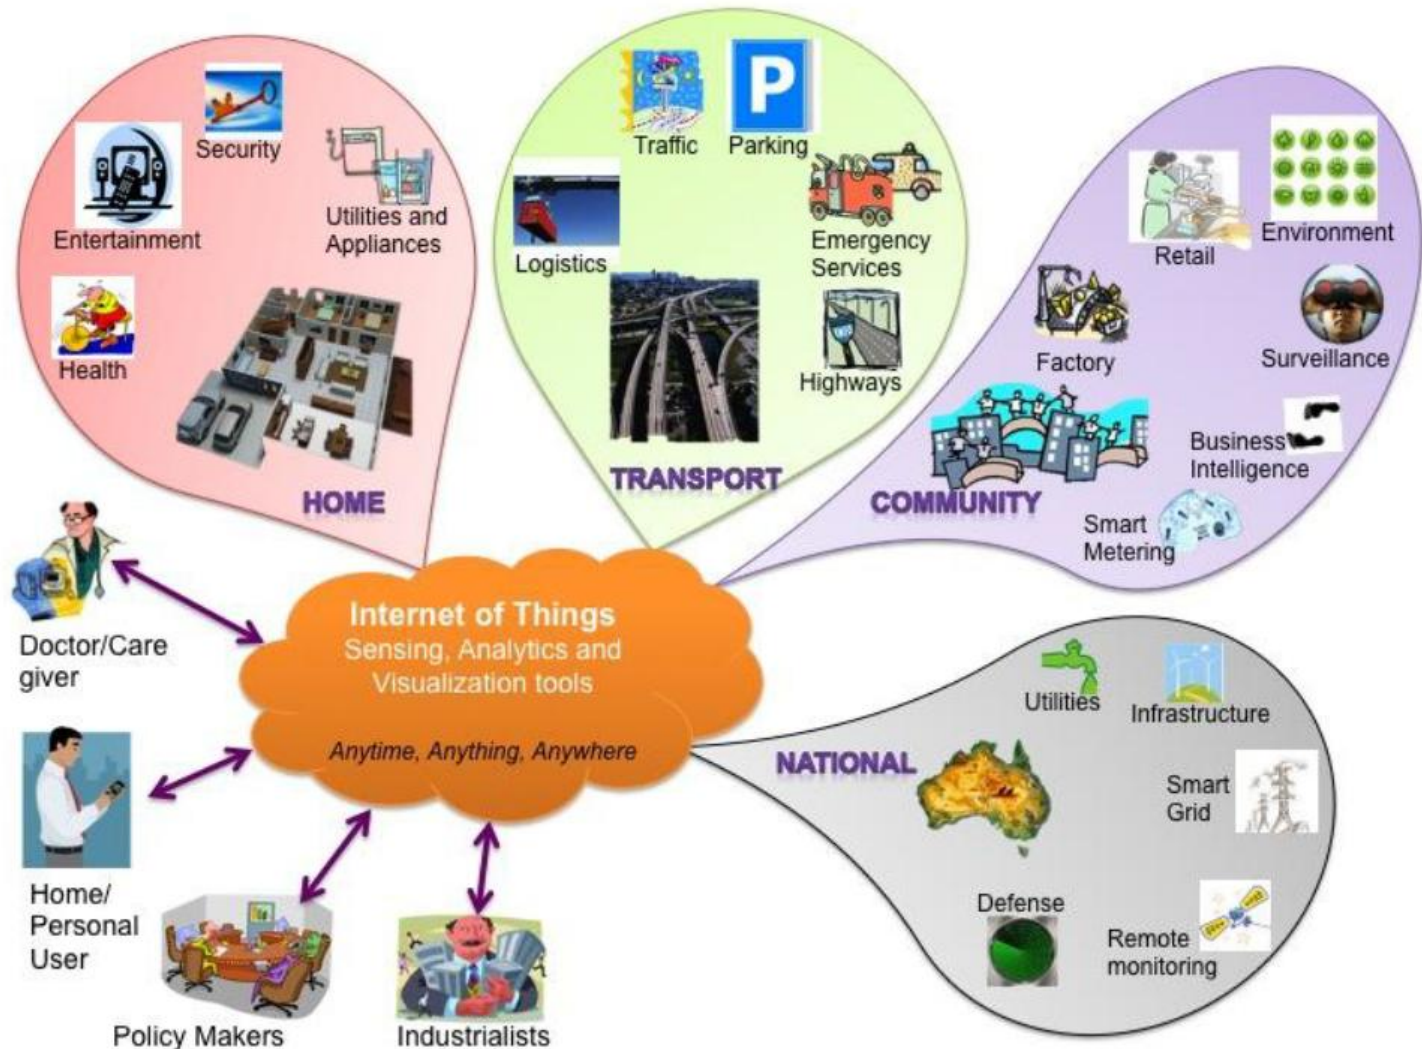 Security
Entertainment
Utilities and
Appliances
Health
HOME
Traffic
P
Parking
Logistics
Emergency
Services
Highways
TRANSPORT
Retail
Environment
Factory
Surveillance
Business
Intelligence
COMMUNITY
Smart
Metering
Internet of Things
Sensing, Analytics and
Visualization tools
Anytime, Anything, Anywhere
Doctor/Care
giver
Home/
Personal
User
Policy Makers
Industrialists
NATIONAL
Utilities
Infrastructure
Smart
Grid
Defense
Remote
monitoring